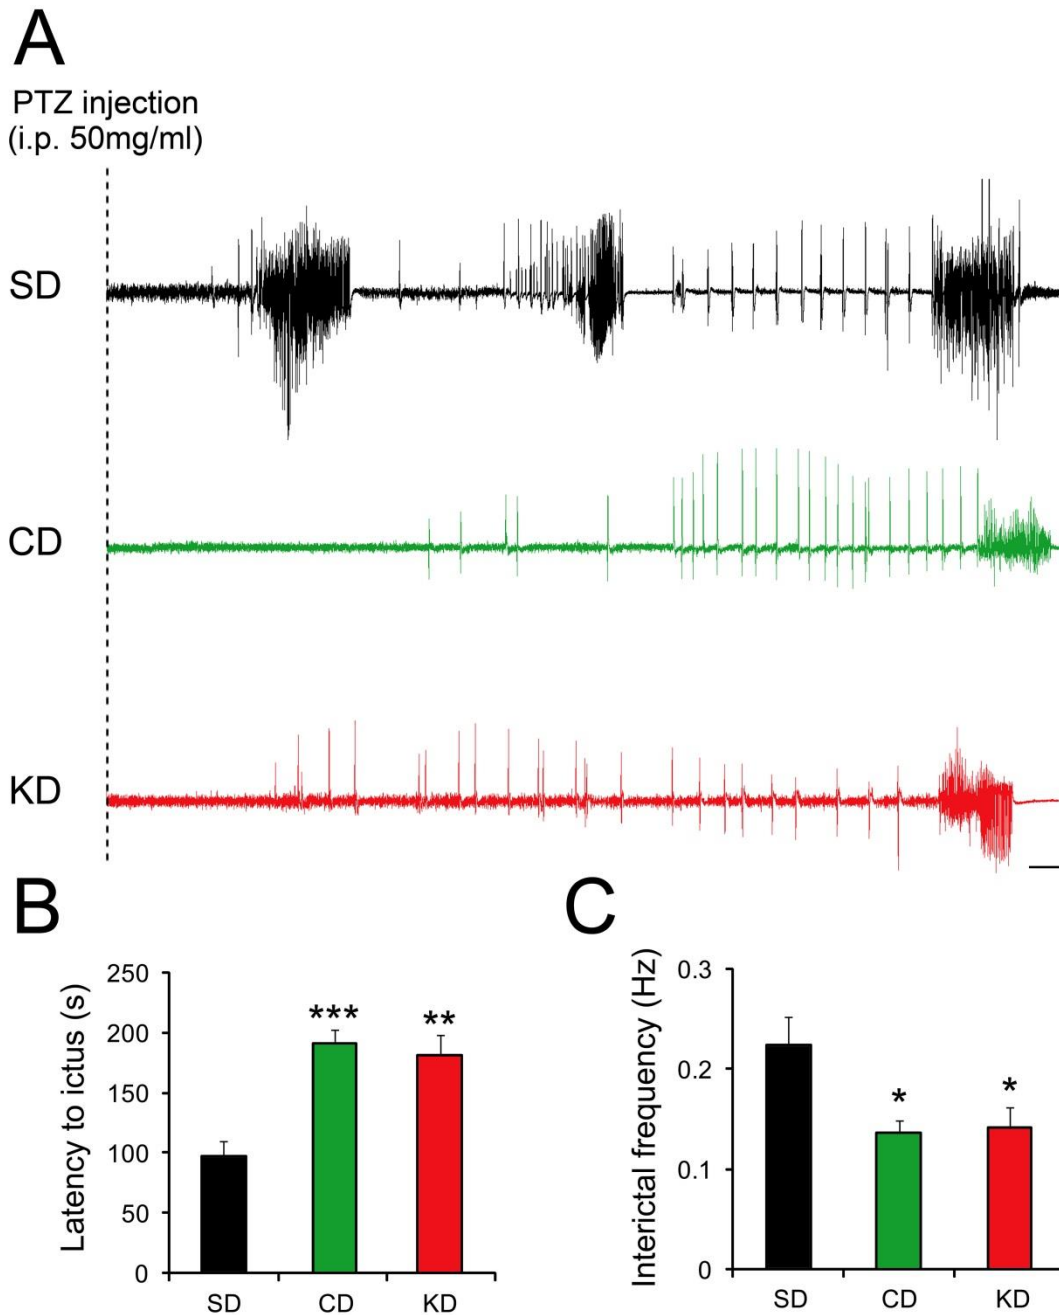 A
PTZ injection
(i.p. 50mg/ml)
SD
CD
KD
B
Latency to ictus (s)
250
200
150
100
50
0
***
**
SD
CD
KD
C
Interictal frequency (Hz)
0.3
0.2
0.1
0
*
*
SD
CD
KD